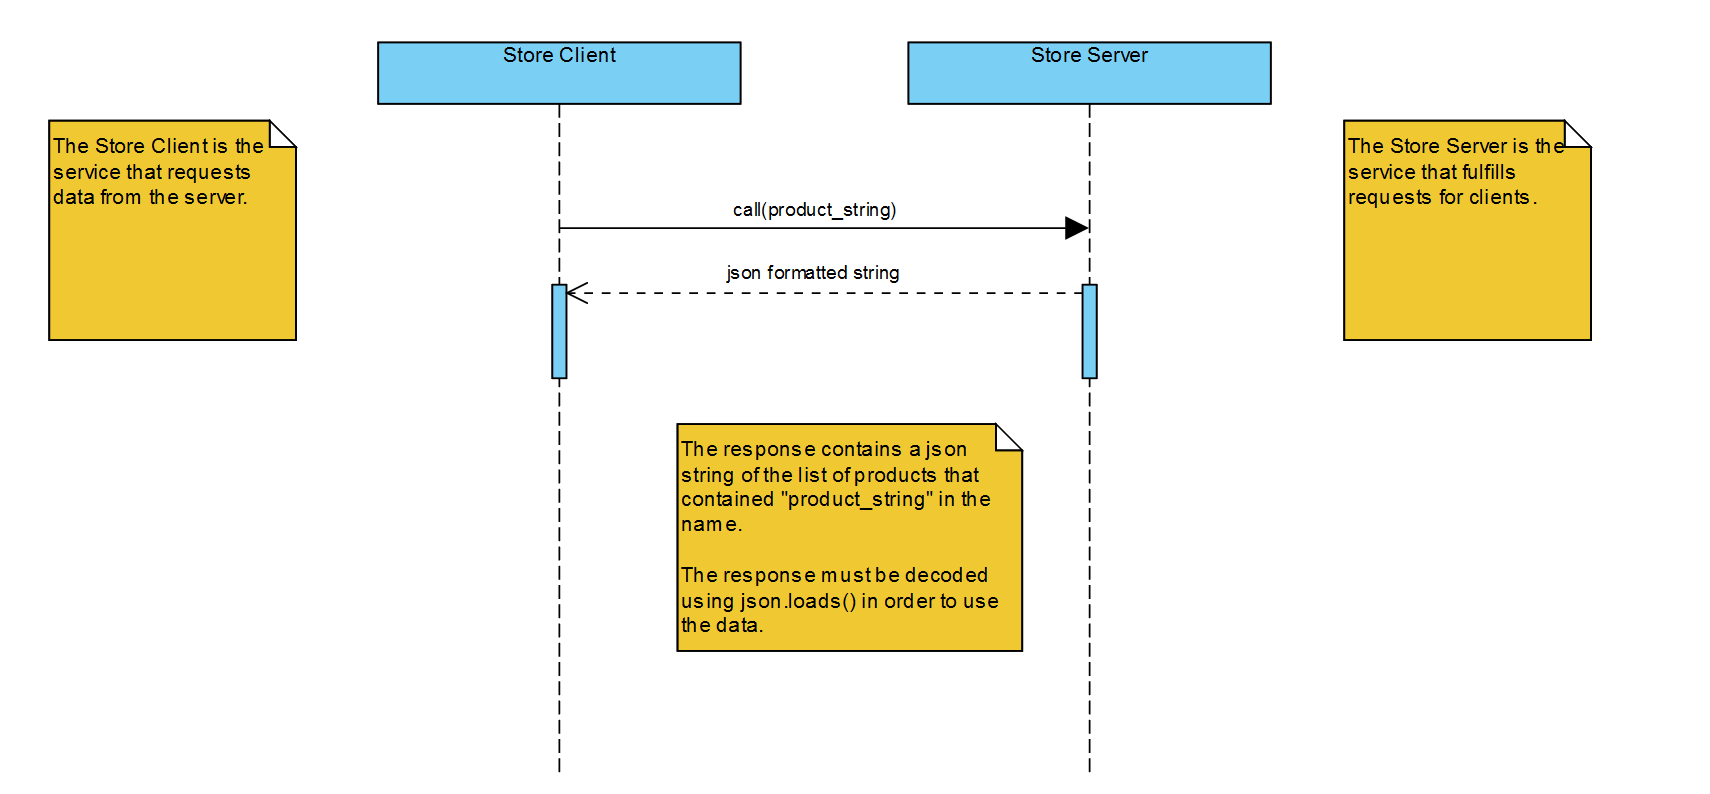 Store Client
Store Server
The Store Client is the
service that requests
data from the server.
The Store Server is the
service that fulfills
requests for clients.
call(product_string)
json formatted string
The response contains a json
string of the list of products that
contained "product_string" in the
name.
The response must be decoded
using json.loads() in order to use
the data.